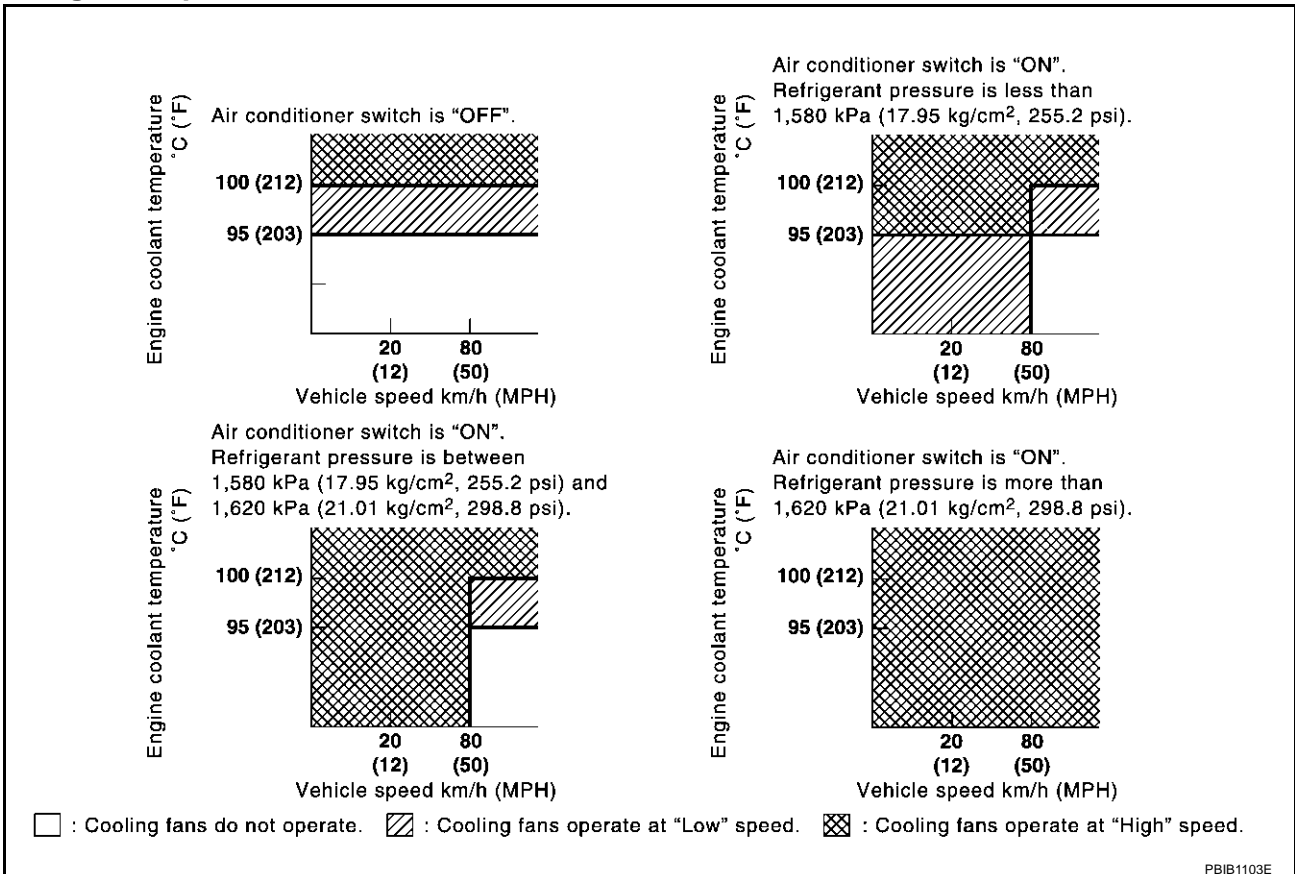 Air conditioner switch is "OFF".
Engine coolant temperature
°C (°F)
100 (212)
95 (203)
20
(12)
80
(50)
Vehicle speed km/h (MPH)
Air conditioner switch is "ON".
Refrigerant pressure is less than
1,580 kPa (17.95 kg/cm², 255.2 psi).
Engine coolant temperature
°C (°F)
100 (212)
95 (203)
20
(12)
80
(50)
Vehicle speed km/h (MPH)
Air conditioner switch is "ON".
Refrigerant pressure is between
1,580 kPa (17.95 kg/cm², 255.2 psi) and
1,620 kPa (21.01 kg/cm², 298.8 psi).
Engine coolant temperature
°C (°F)
100 (212)
95 (203)
20
(12)
80
(50)
Vehicle speed km/h (MPH)
Air conditioner switch is "ON".
Refrigerant pressure is more than
1,620 kPa (21.01 kg/cm², 298.8 psi).
Engine coolant temperature
°C (°F)
100 (212)
95 (203)
20
(12)
80
(50)
Vehicle speed km/h (MPH)
: Cooling fans do not operate. : Cooling fans operate at "Low" speed. : Cooling fans operate at "High" speed.
PBIB1103E